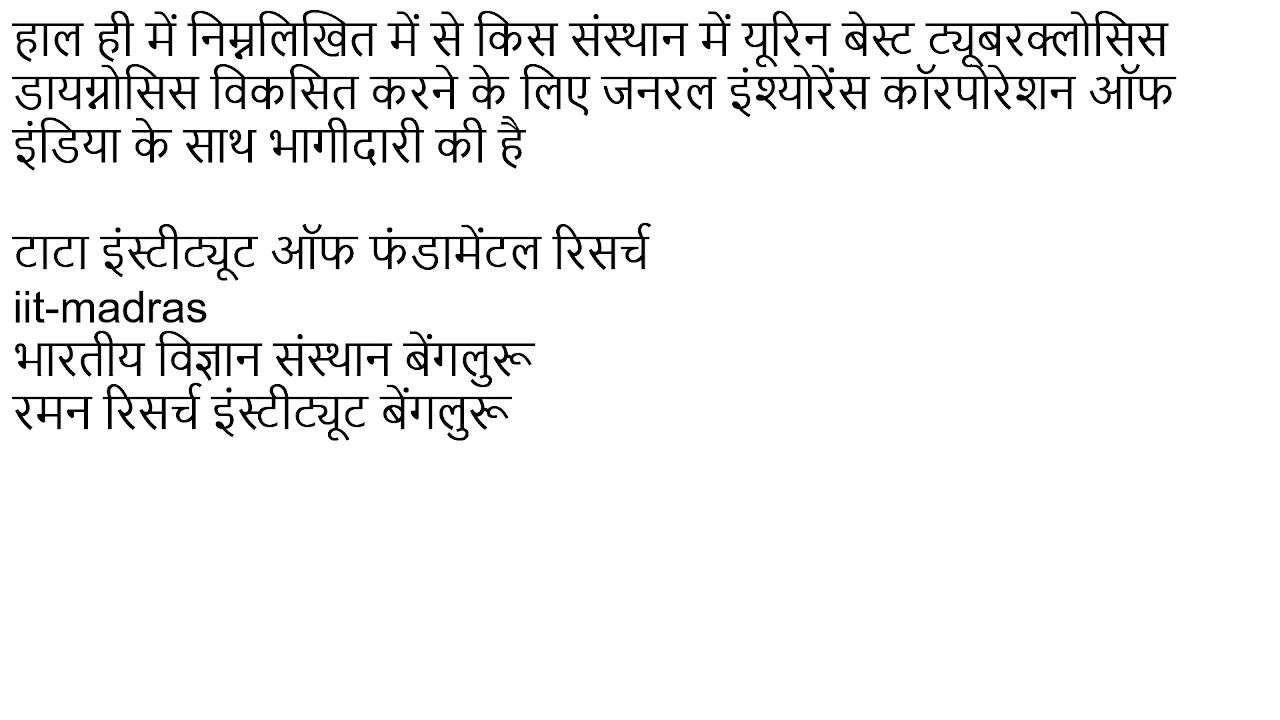 हाल ही में निम्नलिखित में से किस संस्थान में यूरिन बेस्ट ट्यूबरक्लोसिस
डायग्नोसिस विकसित करने के लिए जनरल इंश्योरेंस कॉरपोरेशन ऑफ
इंडिया के साथ भागीदारी की है
टाटा इंस्टीट्यूट ऑफ फंडामेंटल रिसर्च
iit-madras
भारतीय विज्ञान संस्थान बेंगलुरू
रमन रिसर्च इंस्टीट्यूट बेंगलुरू